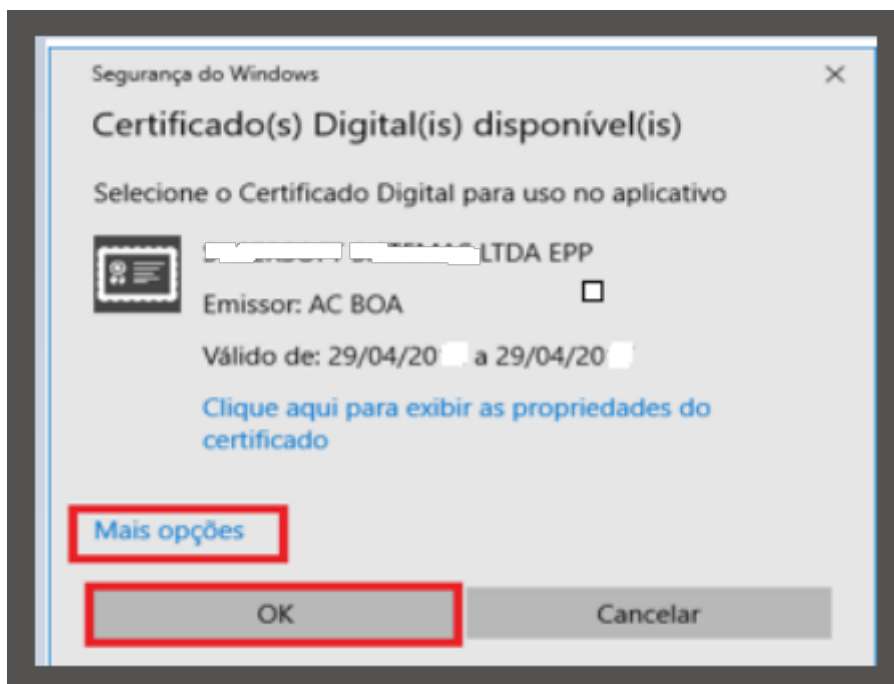 Segurança do Windows
Certificado(s) Digital(is) disponível(is)
Selecione o Certificado Digital para uso no aplicativo
LTDA EPP
Emissor: AC BOA
Válido de: 29/04/20 a 29/04/20
Clique aqui para exibir as propriedades do
certificado
Mais opções
OK Cancelar